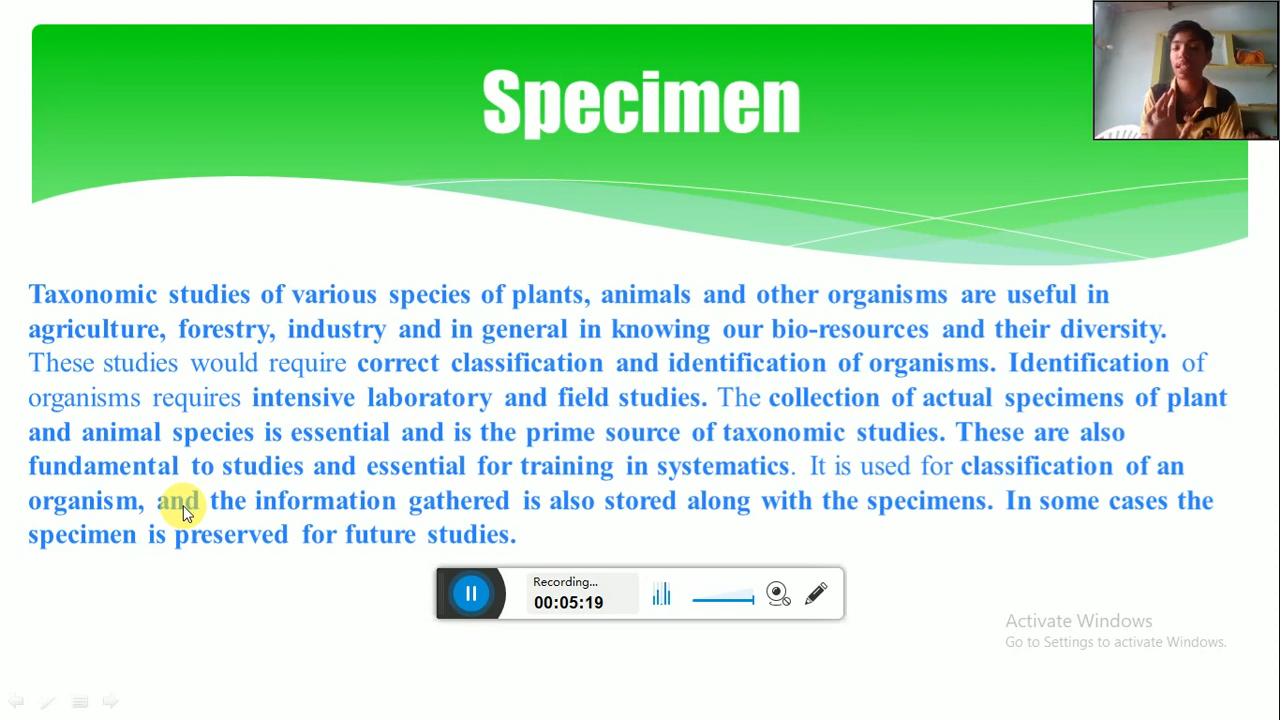 Specimen
Taxonomic studies of various species of plants, animals and other organisms are useful in
agriculture, forestry, industry and in general in knowing our bio-resources and their diversity.
These studies would require correct classification and identification of organisms. Identification of
organisms requires intensive laboratory and field studies. The collection of actual specimens of plant
and animal species is essential and is the prime source of taxonomic studies. These are also
fundamental to studies and essential for training in systematics. It is used for classification of an
organism, and the information gathered is also stored along with the specimens. In some cases the
specimen is preserved for future studies.
Recording...
00:05:19
Activate Windows
Go to Settings to activate Windows.